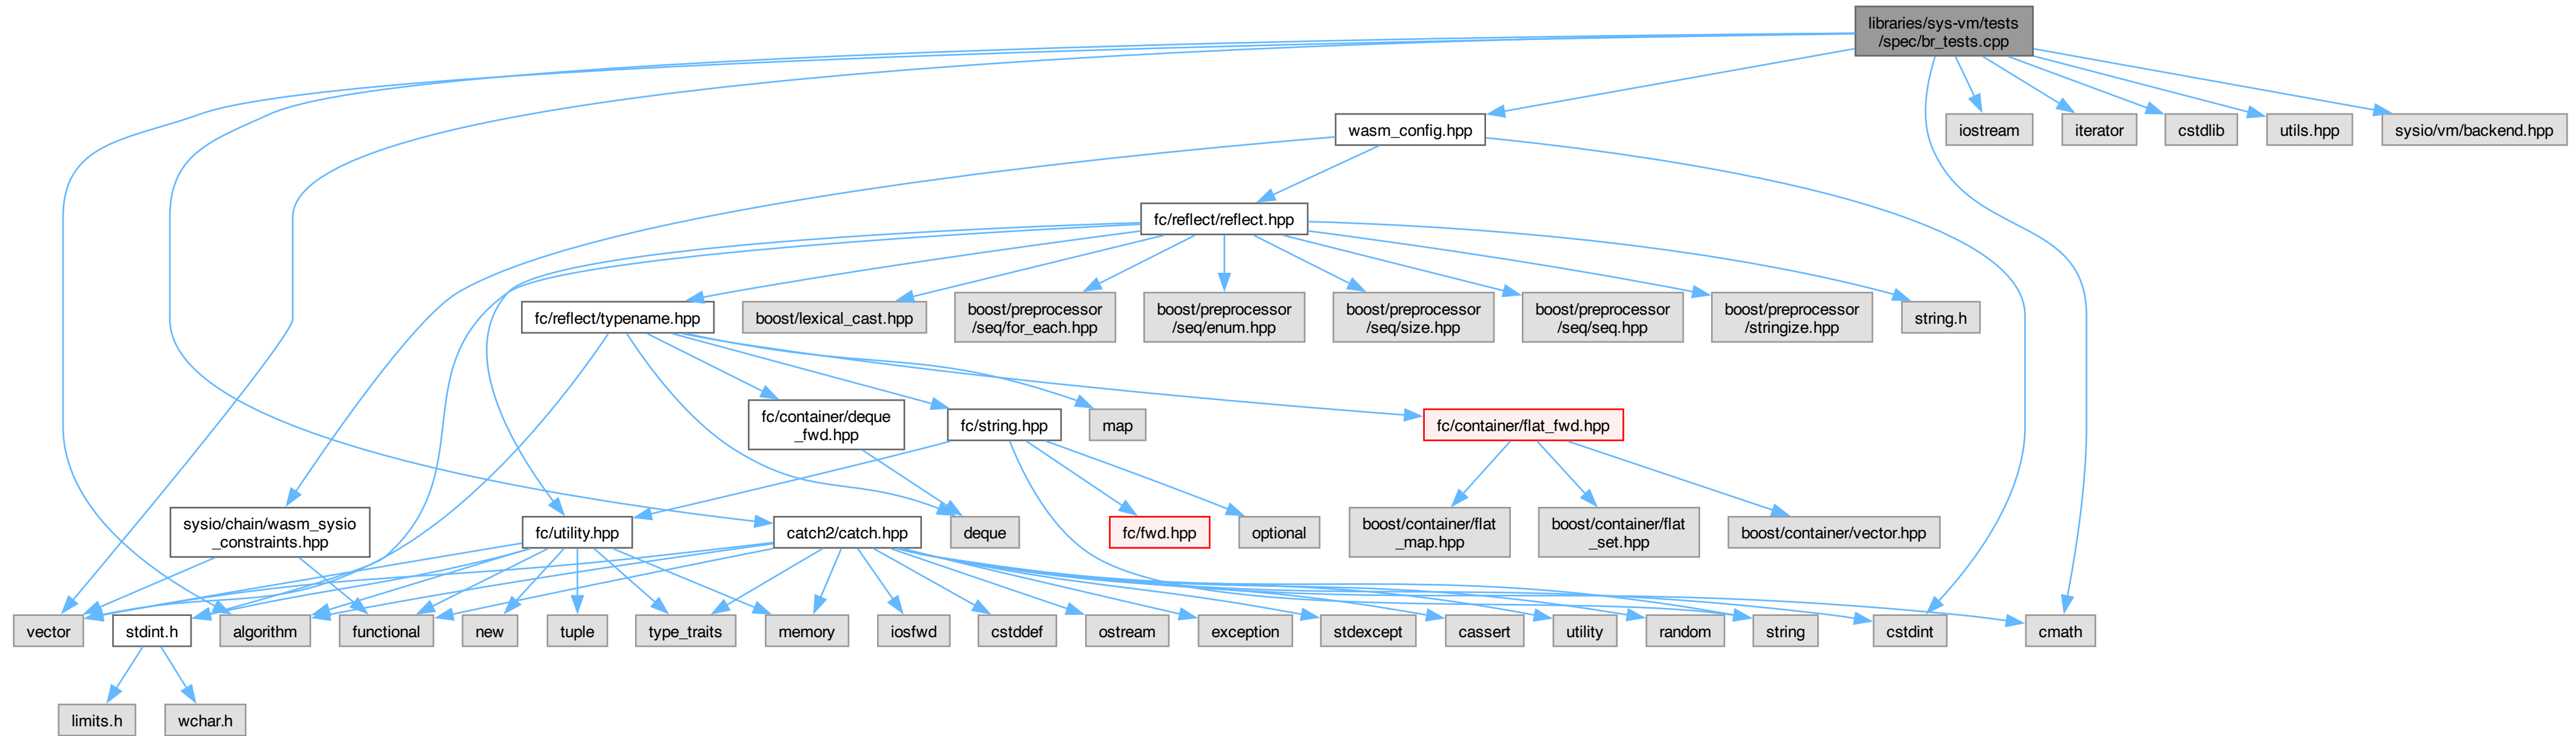 libraries/sys-vm/tests
/spec/br_tests.cpp
wasm_config.hpp
iostream
iterator
cstdlib
utils.hpp
sysio/vm/backend.hpp
fc/reflect/reflect.hpp
fc/reflect/typename.hpp
boost/lexical_cast.hpp
boost/preprocessor
/seq/for_each.hpp
boost/preprocessor
/seq/enum.hpp
boost/preprocessor
/seq/size.hpp
boost/preprocessor
/seq/seq.hpp
boost/preprocessor
/stringize.hpp
string.h
fc/container/deque
_fwd.hpp
fc/string.hpp
map
fc/container/flat_fwd.hpp
sysio/chain/wasm_sysio
_constraints.hpp
fc/utility.hpp
catch2/catch.hpp
deque
fc/fwd.hpp
optional
boost/container/flat
_map.hpp
boost/container/flat
_set.hpp
boost/container/vector.hpp
vector
stdint.h
algorithm
functional
new
tuple
type_traits
memory
iosfwd
cstddef
ostream
exception
stdexcept
cassert
utility
random
string
cstdint
cmath
limits.h
wchar.h